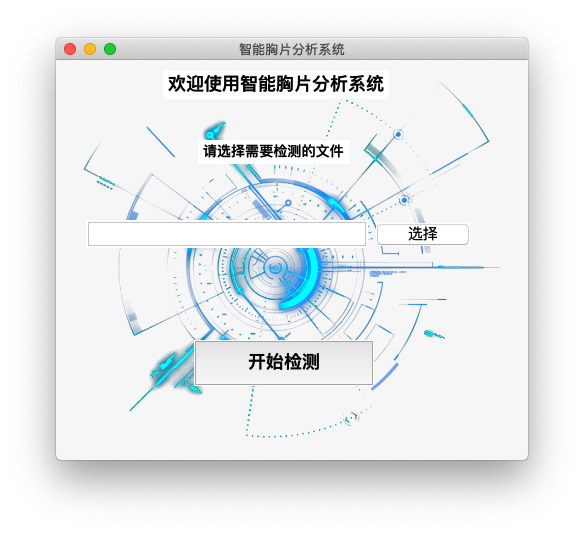 智能胸片分析系统
欢迎使用智能胸片分析系统
请选择需要检测的文件
选择
开始检测